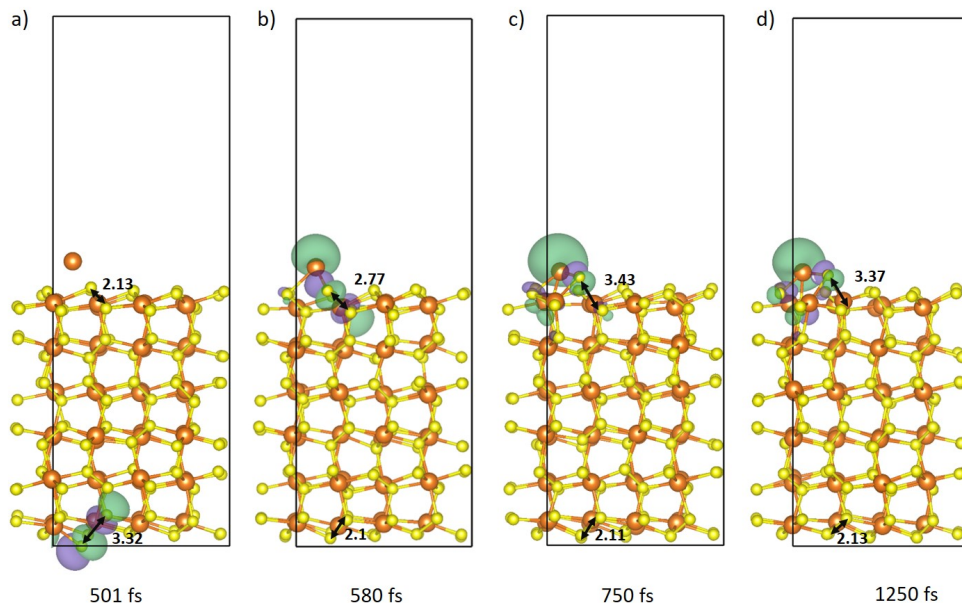 a)
b)
c)
d)
2.13
2.77
3.43
3.37
3.32
2.1
2.11
2.13
501 fs
580 fs
750 fs
1250 fs